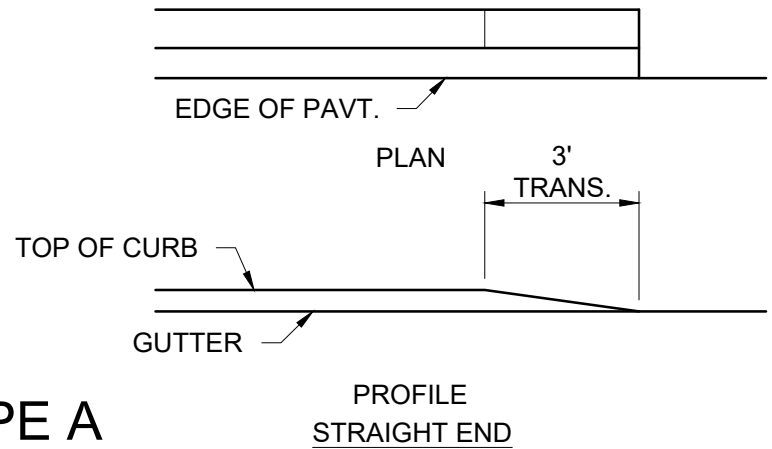 EDGE OF PAVT.
PLAN
3'
TRANS.
TOP OF CURB
GUTTER
PE A
PROFILE
STRAIGHT END